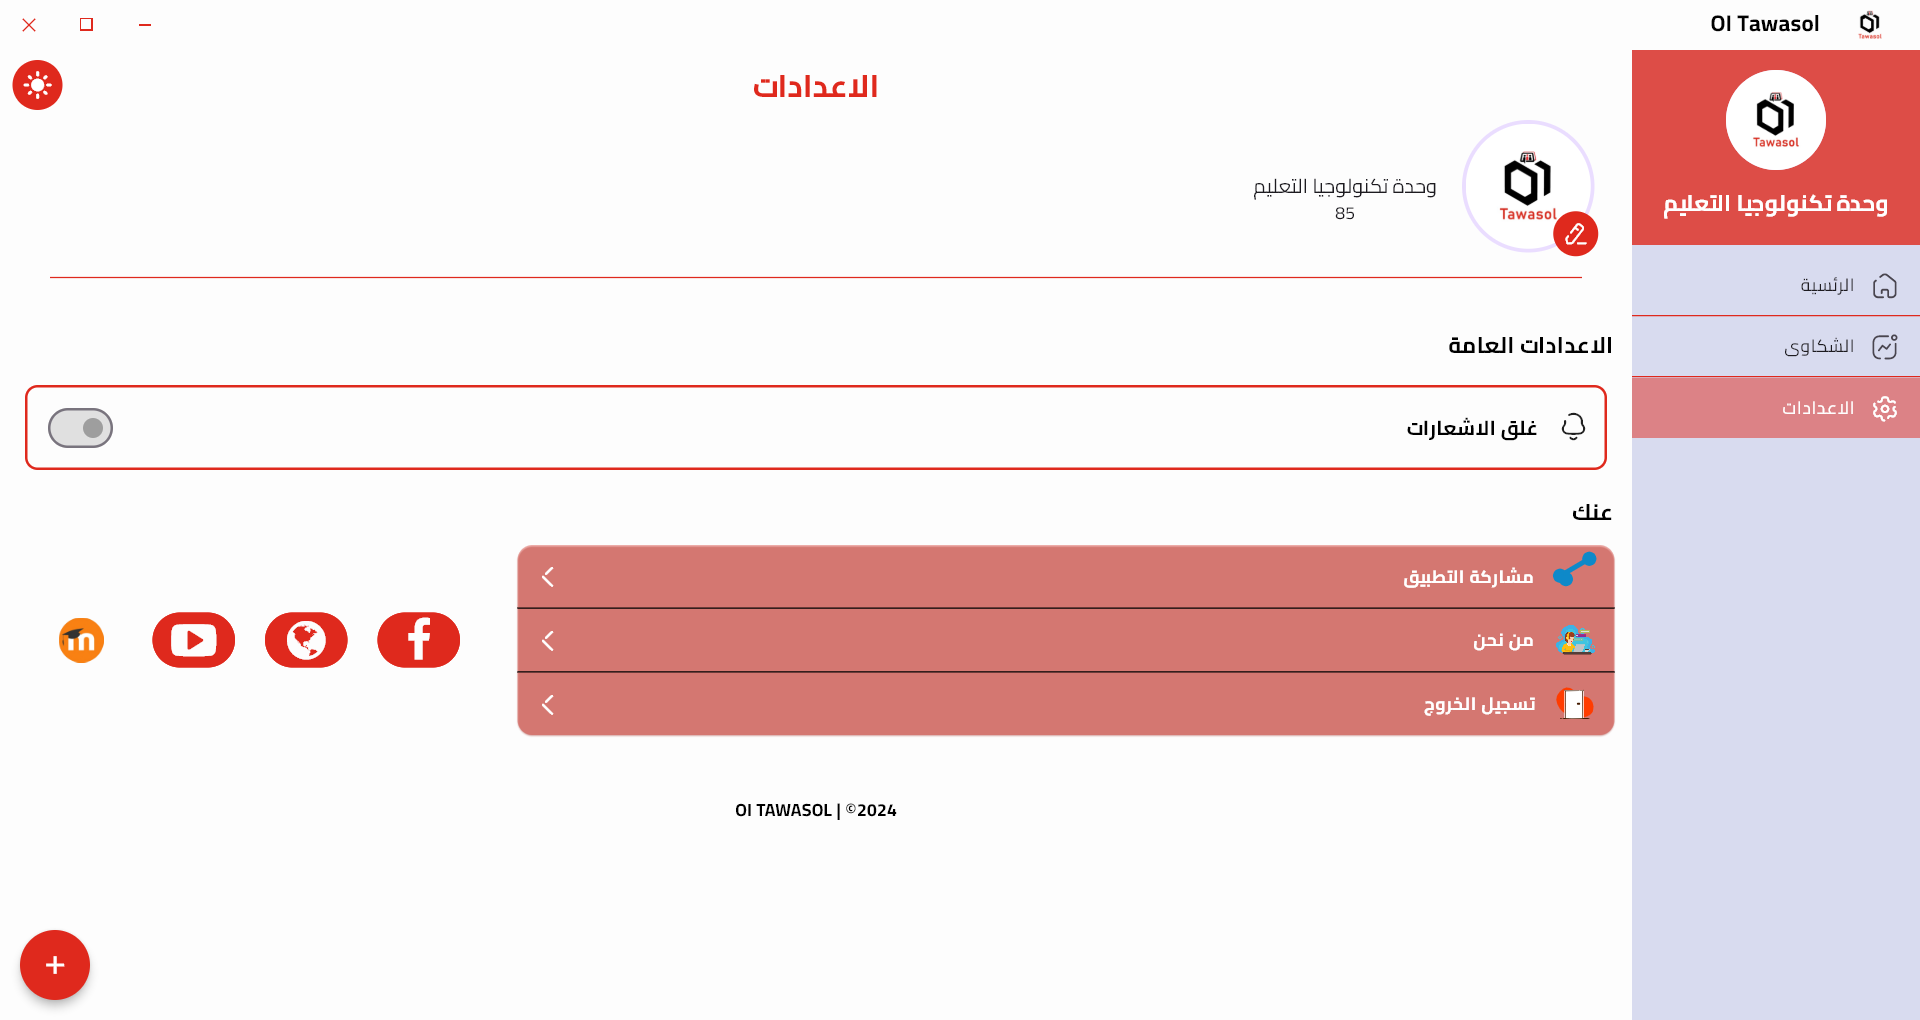 OI Tawasol
Tawasol
Tawasol
وحدة تكنولوجيا التعليم
الرئسية
الشكاوى
الاعدادات
الاعدادات
Tawasol
وحدة تكنولوجيا التعليم
85
الاعدادات العامة
غلق الاشعارات
عنك
مشاركة التطبيق
من نحن
تسجيل الخروج
OI TAWASOL | ©2024